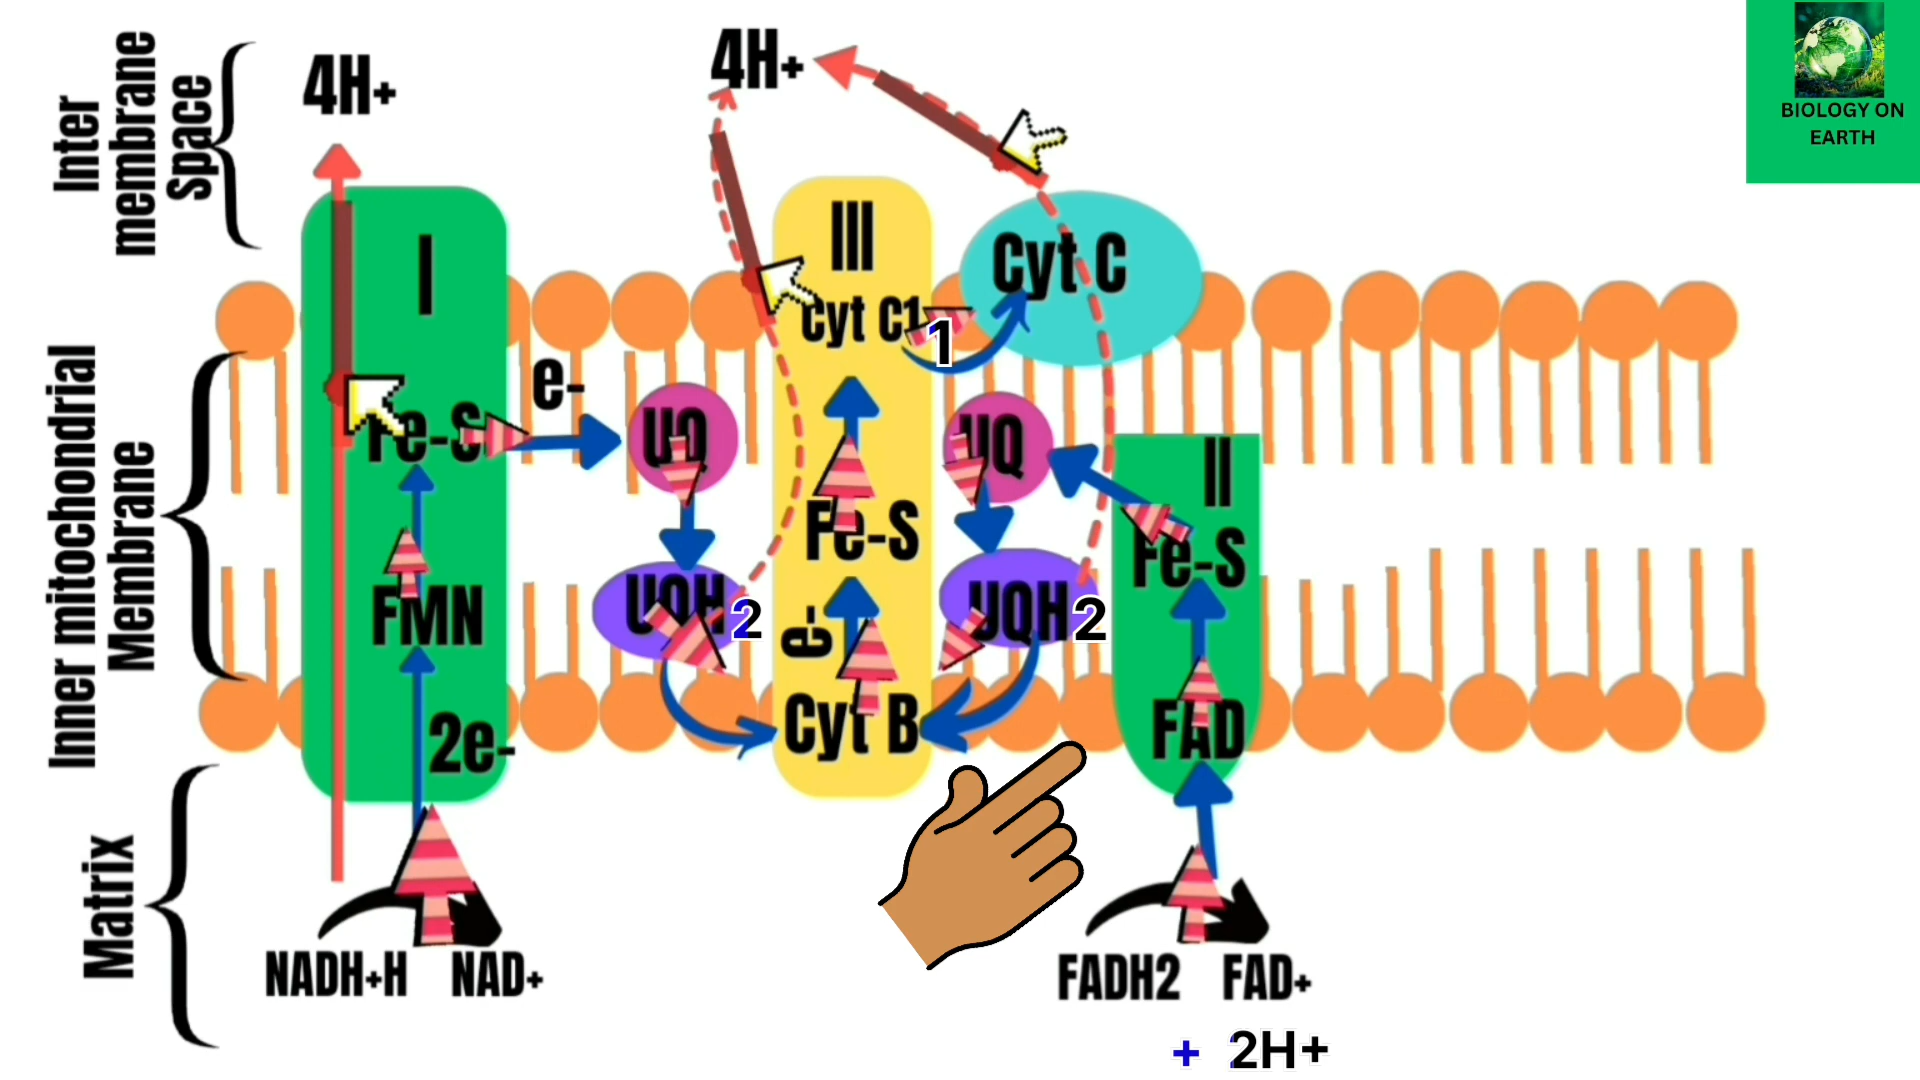 Inter
membrane
Space
4H+
4H+
BIOLOGY ON
EARTH
I
III
Cyt C
Cyt C1
1
e-
Fe-S
UQ
UQ
II
Fe-S
Fe-S
FMN
UQH2
e-
UQH2
Inner mitochondrial
Membrane
2e-
Cyt B
FAD
Matrix
NADH+H NAD+
FADH2 FAD+
+ 2H+